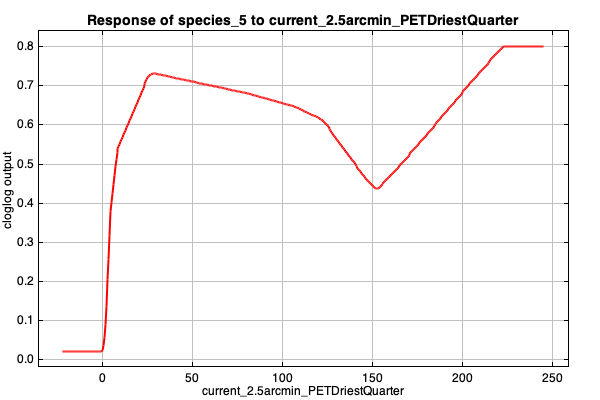 Response of species_5 to current_2.5arcmin_PETDriestQuarter
0.8
0.7
0.6
0.5
0.4
0.3
0.2
0.1
0.0
cloglog output
0 50 100 150 200 250
current_2.5arcmin_PETDriestQuarter